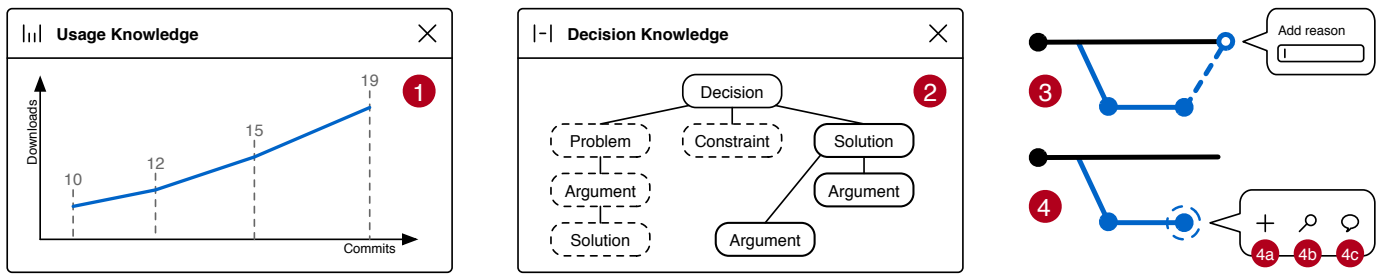 Usage Knowledge
1
Downloads
10
12
15
19
Commits
Decision Knowledge
2
Decision
Problem
Constraint
Solution
Argument
Argument
Solution
Argument
3
Add reason
4
4a
4b
4c